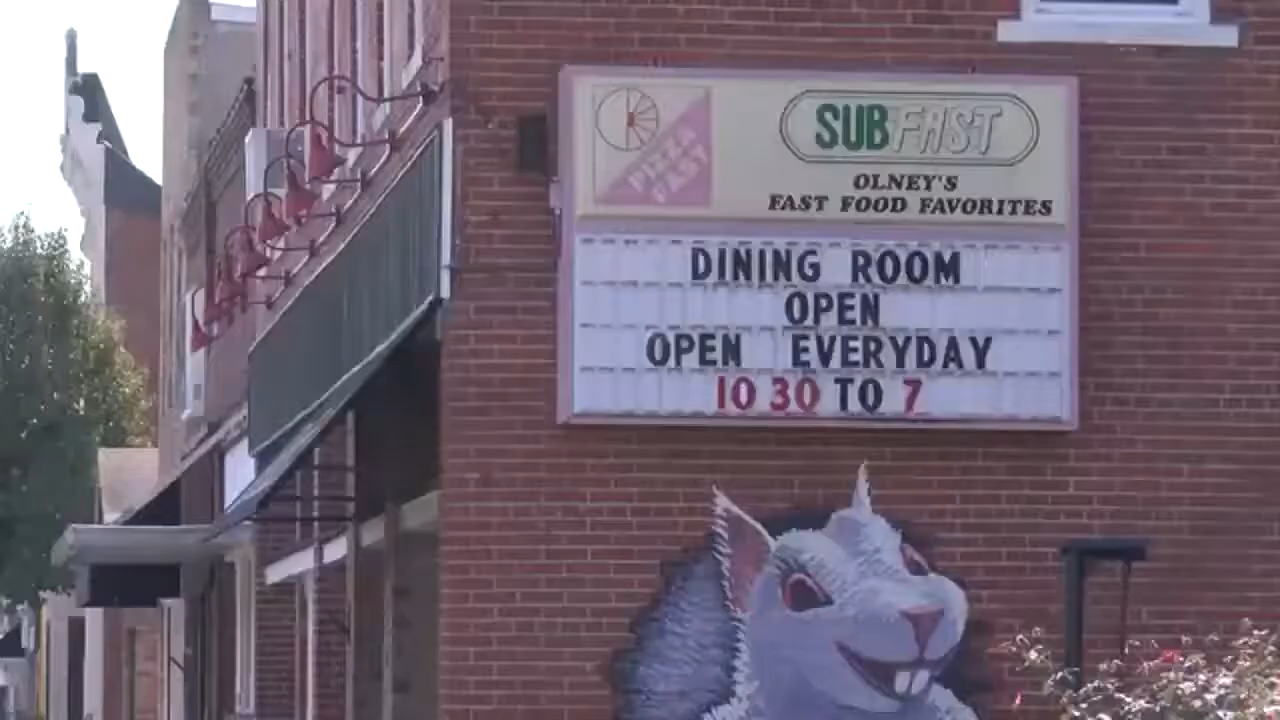 PIZZA
FAST
SUBFAST
OLNEY'S
FAST FOOD FAVORITES
DINING ROOM
OPEN
OPEN EVERYDAY
10 30 TO 7